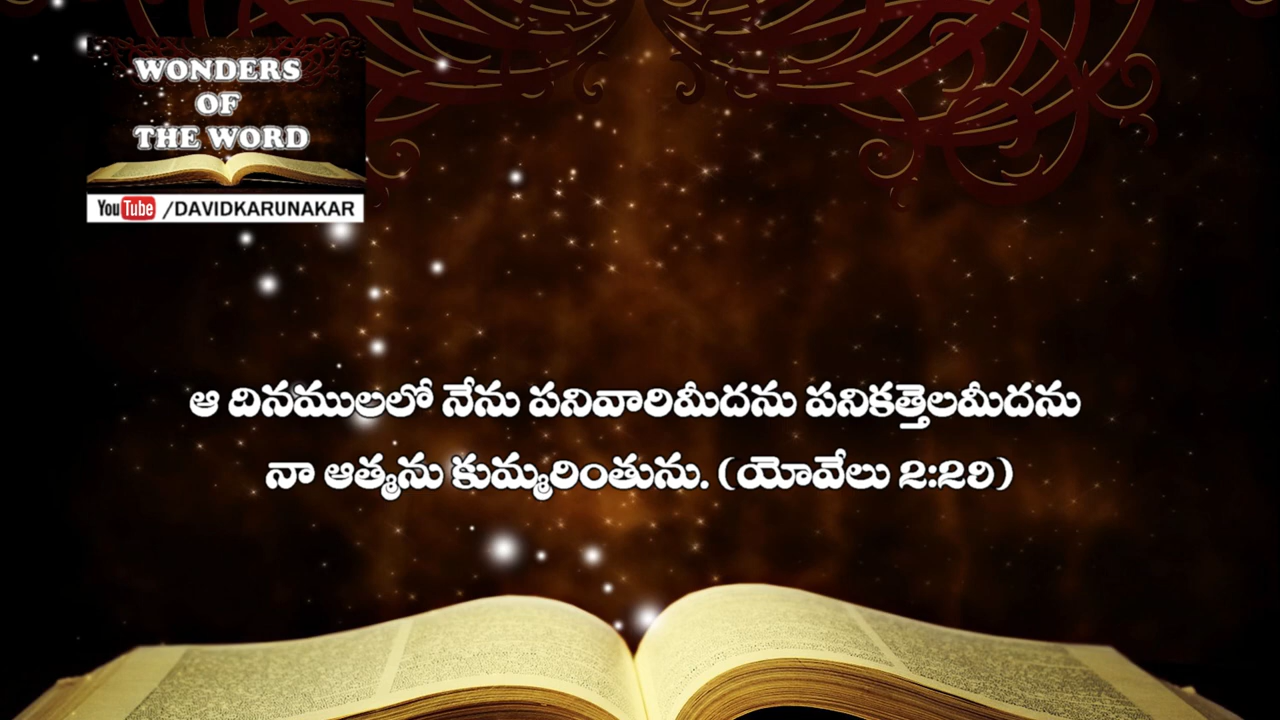 WONDERS
OF
THE WORD
YouTube /DAVIDKARUNAKAR
ఆ దినములలో నేను పనివారిమీదను పనికత్తెలమీదను
నా ఆత్మను కుమ్మరింతును. (యోవేలు 2:29)